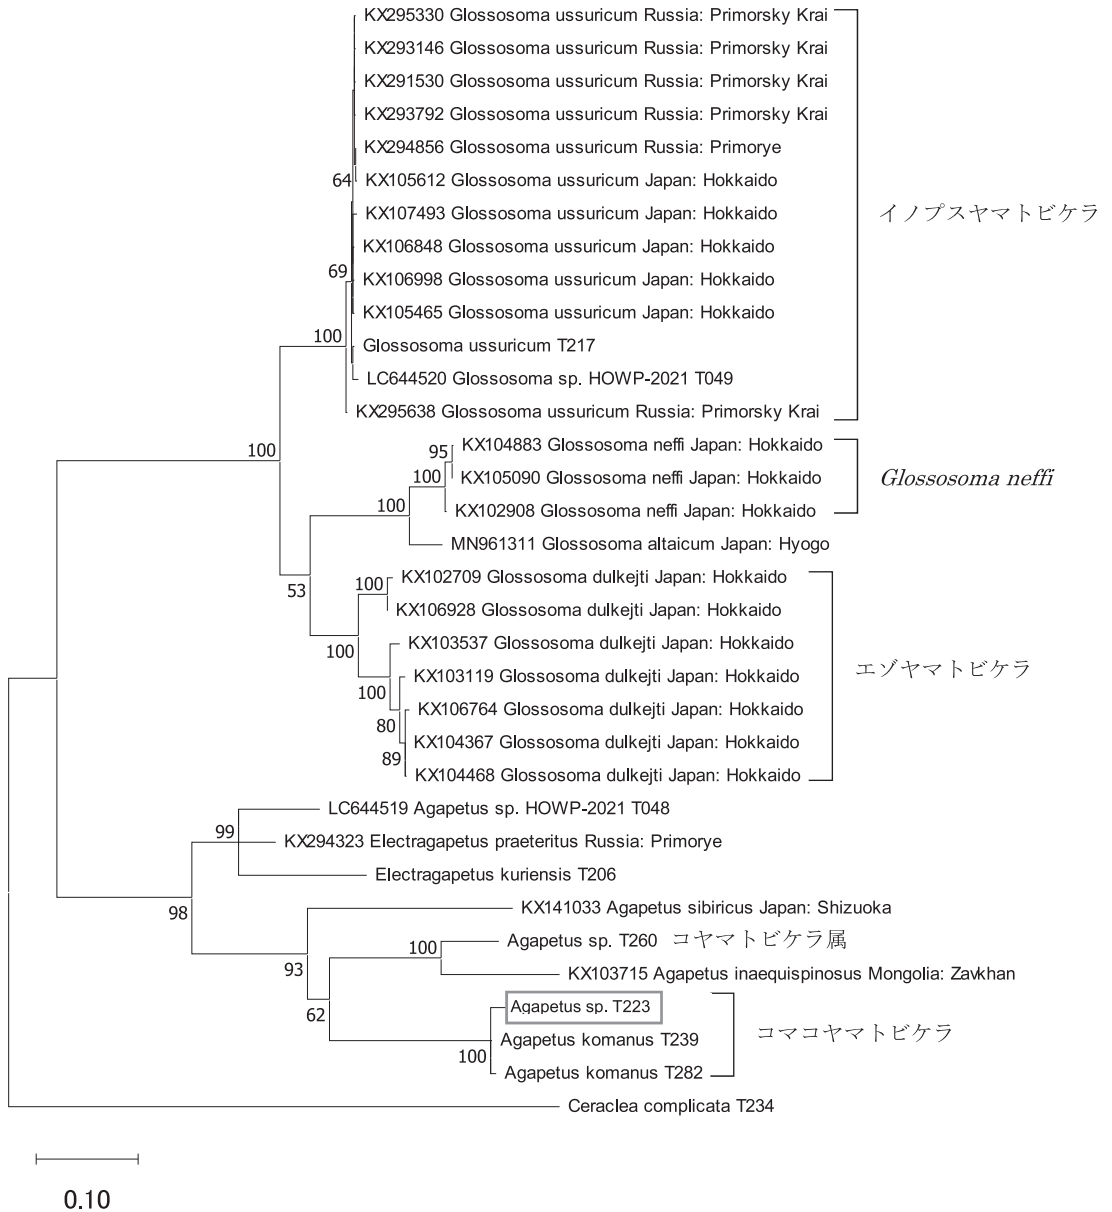 KX295330 Glossosoma ussuricum Russia: Primorsky Krai
KX293146 Glossosoma ussuricum Russia: Primorsky Krai
KX291530 Glossosoma ussuricum Russia: Primorsky Krai
KX293792 Glossosoma ussuricum Russia: Primorsky Krai
KX294856 Glossosoma ussuricum Russia: Primorye
64
KX105612 Glossosoma ussuricum Japan: Hokkaido
KX107493 Glossosoma ussuricum Japan: Hokkaido
イノプスヤマトビケラ
KX106848 Glossosoma ussuricum Japan: Hokkaido
69
KX106998 Glossosoma ussuricum Japan: Hokkaido
KX105465 Glossosoma ussuricum Japan: Hokkaido
100
Glossosoma ussuricum T217
LC644520 Glossosoma sp. HOWP-2021 T049
KX295638 Glossosoma ussuricum Russia: Primorsky Krai
100
95
KX104883 Glossosoma neffi Japan: Hokkaido
100
KX105090 Glossosoma neffi Japan: Hokkaido
Glossosoma neffi
100
KX102908 Glossosoma neffi Japan: Hokkaido
MN961311 Glossosoma altaicum Japan: Hyogo
53
100
KX102709 Glossosoma dulkejti Japan: Hokkaido
KX106928 Glossosoma dulkejti Japan: Hokkaido
100
KX103537 Glossosoma dulkejti Japan: Hokkaido
エゾヤマトビケラ
100
KX103119 Glossosoma dulkejti Japan: Hokkaido
80
KX106764 Glossosoma dulkejti Japan: Hokkaido
89
KX104367 Glossosoma dulkejti Japan: Hokkaido
KX104468 Glossosoma dulkejti Japan: Hokkaido
LC644519 Agapetus sp. HOWP-2021 T048
99
KX294323 Electragapetus praeteritus Russia: Primorye
Electragapetus kuriensis T206
98
KX141033 Agapetus sibiricus Japan: Shizuoka
100
Agapetus sp. T260 コヤマトビケラ属
93
KX103715 Agapetus inaequispinosus Mongolia: Zavkhan
62
Agapetus sp. T223
コマコヤマトビケラ
Agapetus komanus T239
100
Agapetus komanus T282
Ceraclea complicata T234
0.10